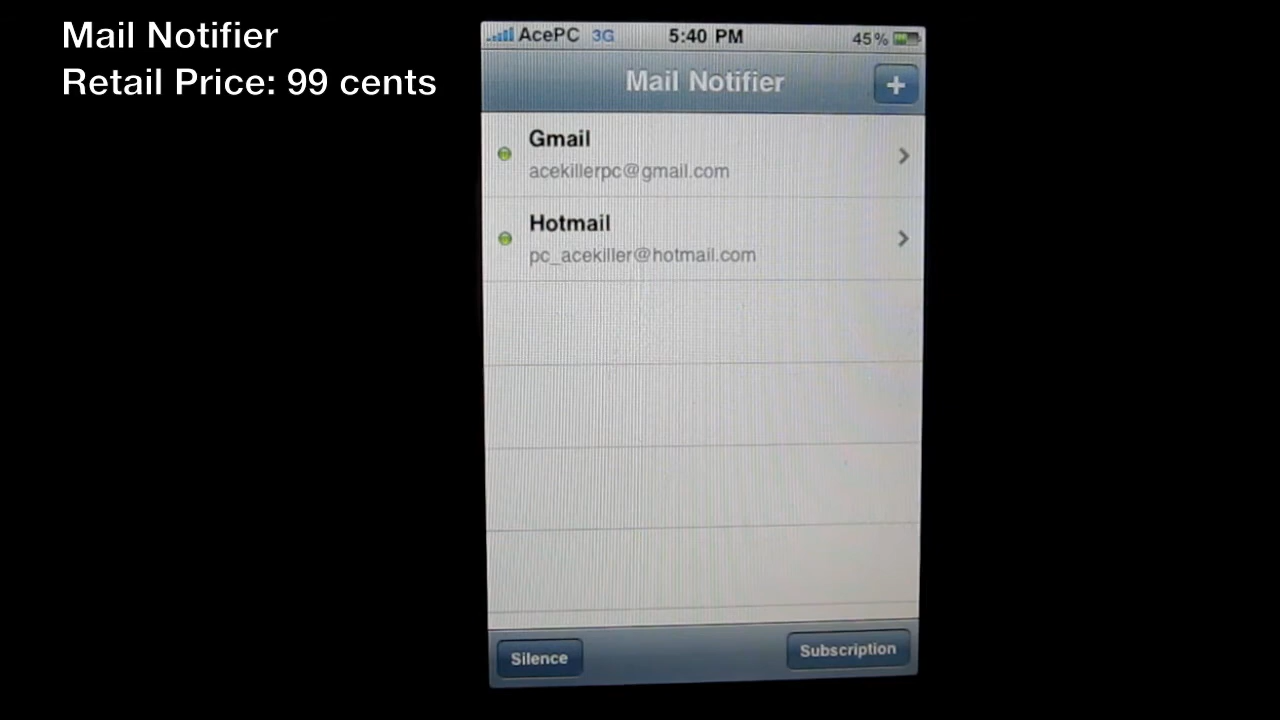 Mail Notifier
Retail Price: 99 cents
AcePC 3G 5:40 PM 45%
Mail Notifier
+
Gmail
acekillerpc@gmail.com
Hotmail
pc_acekiller@hotmail.com
Silence
Subscription